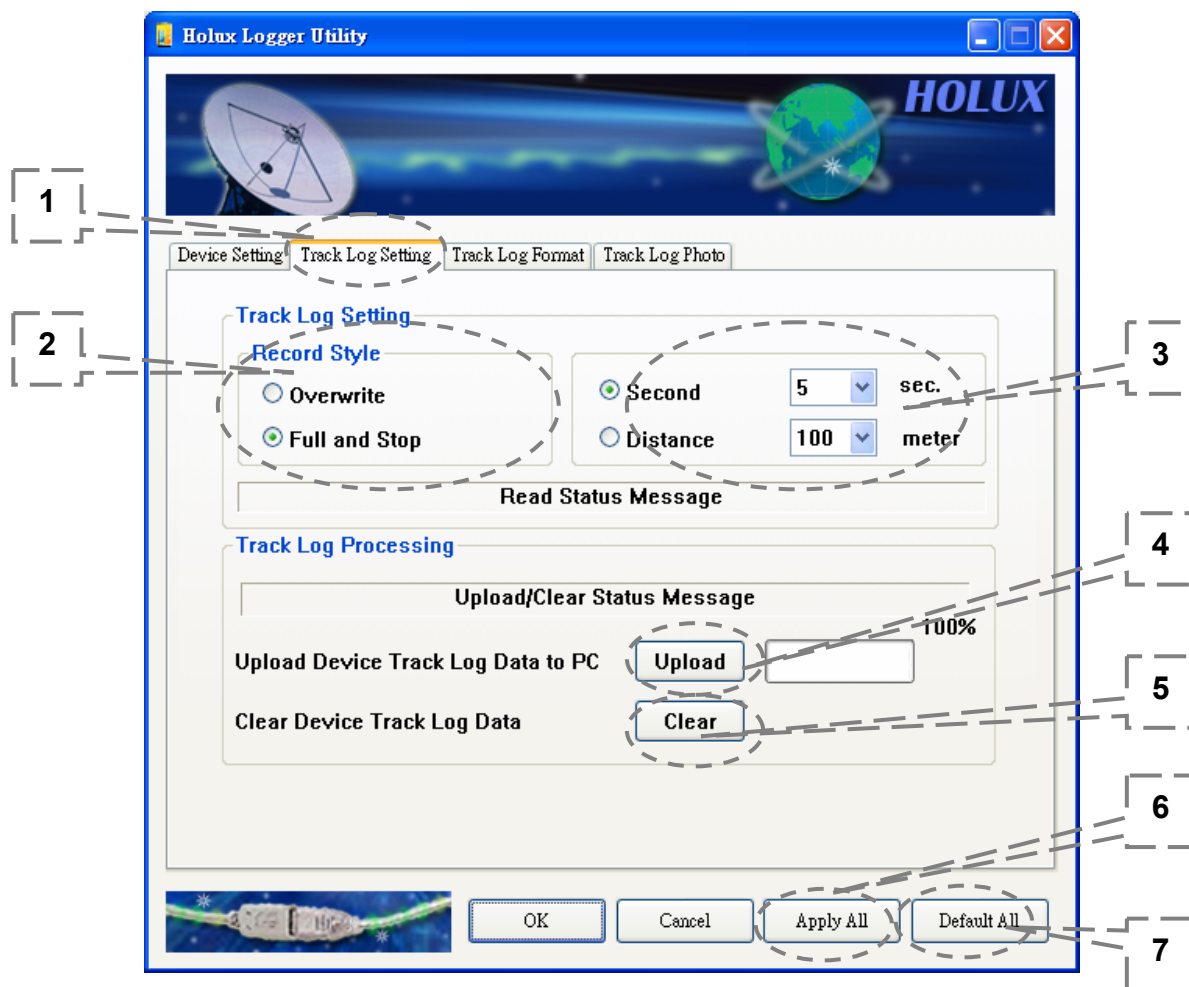 Holux Logger Utility
HOLUX
1
Device Setting Track Log Setting Track Log Format Track Log Photo
Track Log Setting
2
Record Style
3
Overwrite
Second 5 sec.
Full and Stop
Distance 100 meter
Read Status Message
Track Log Processing
4
Upload/Clear Status Message
100%
Upload Device Track Log Data to PC Upload
5
Clear Device Track Log Data Clear
6
OK Cancel Apply All Default All
7